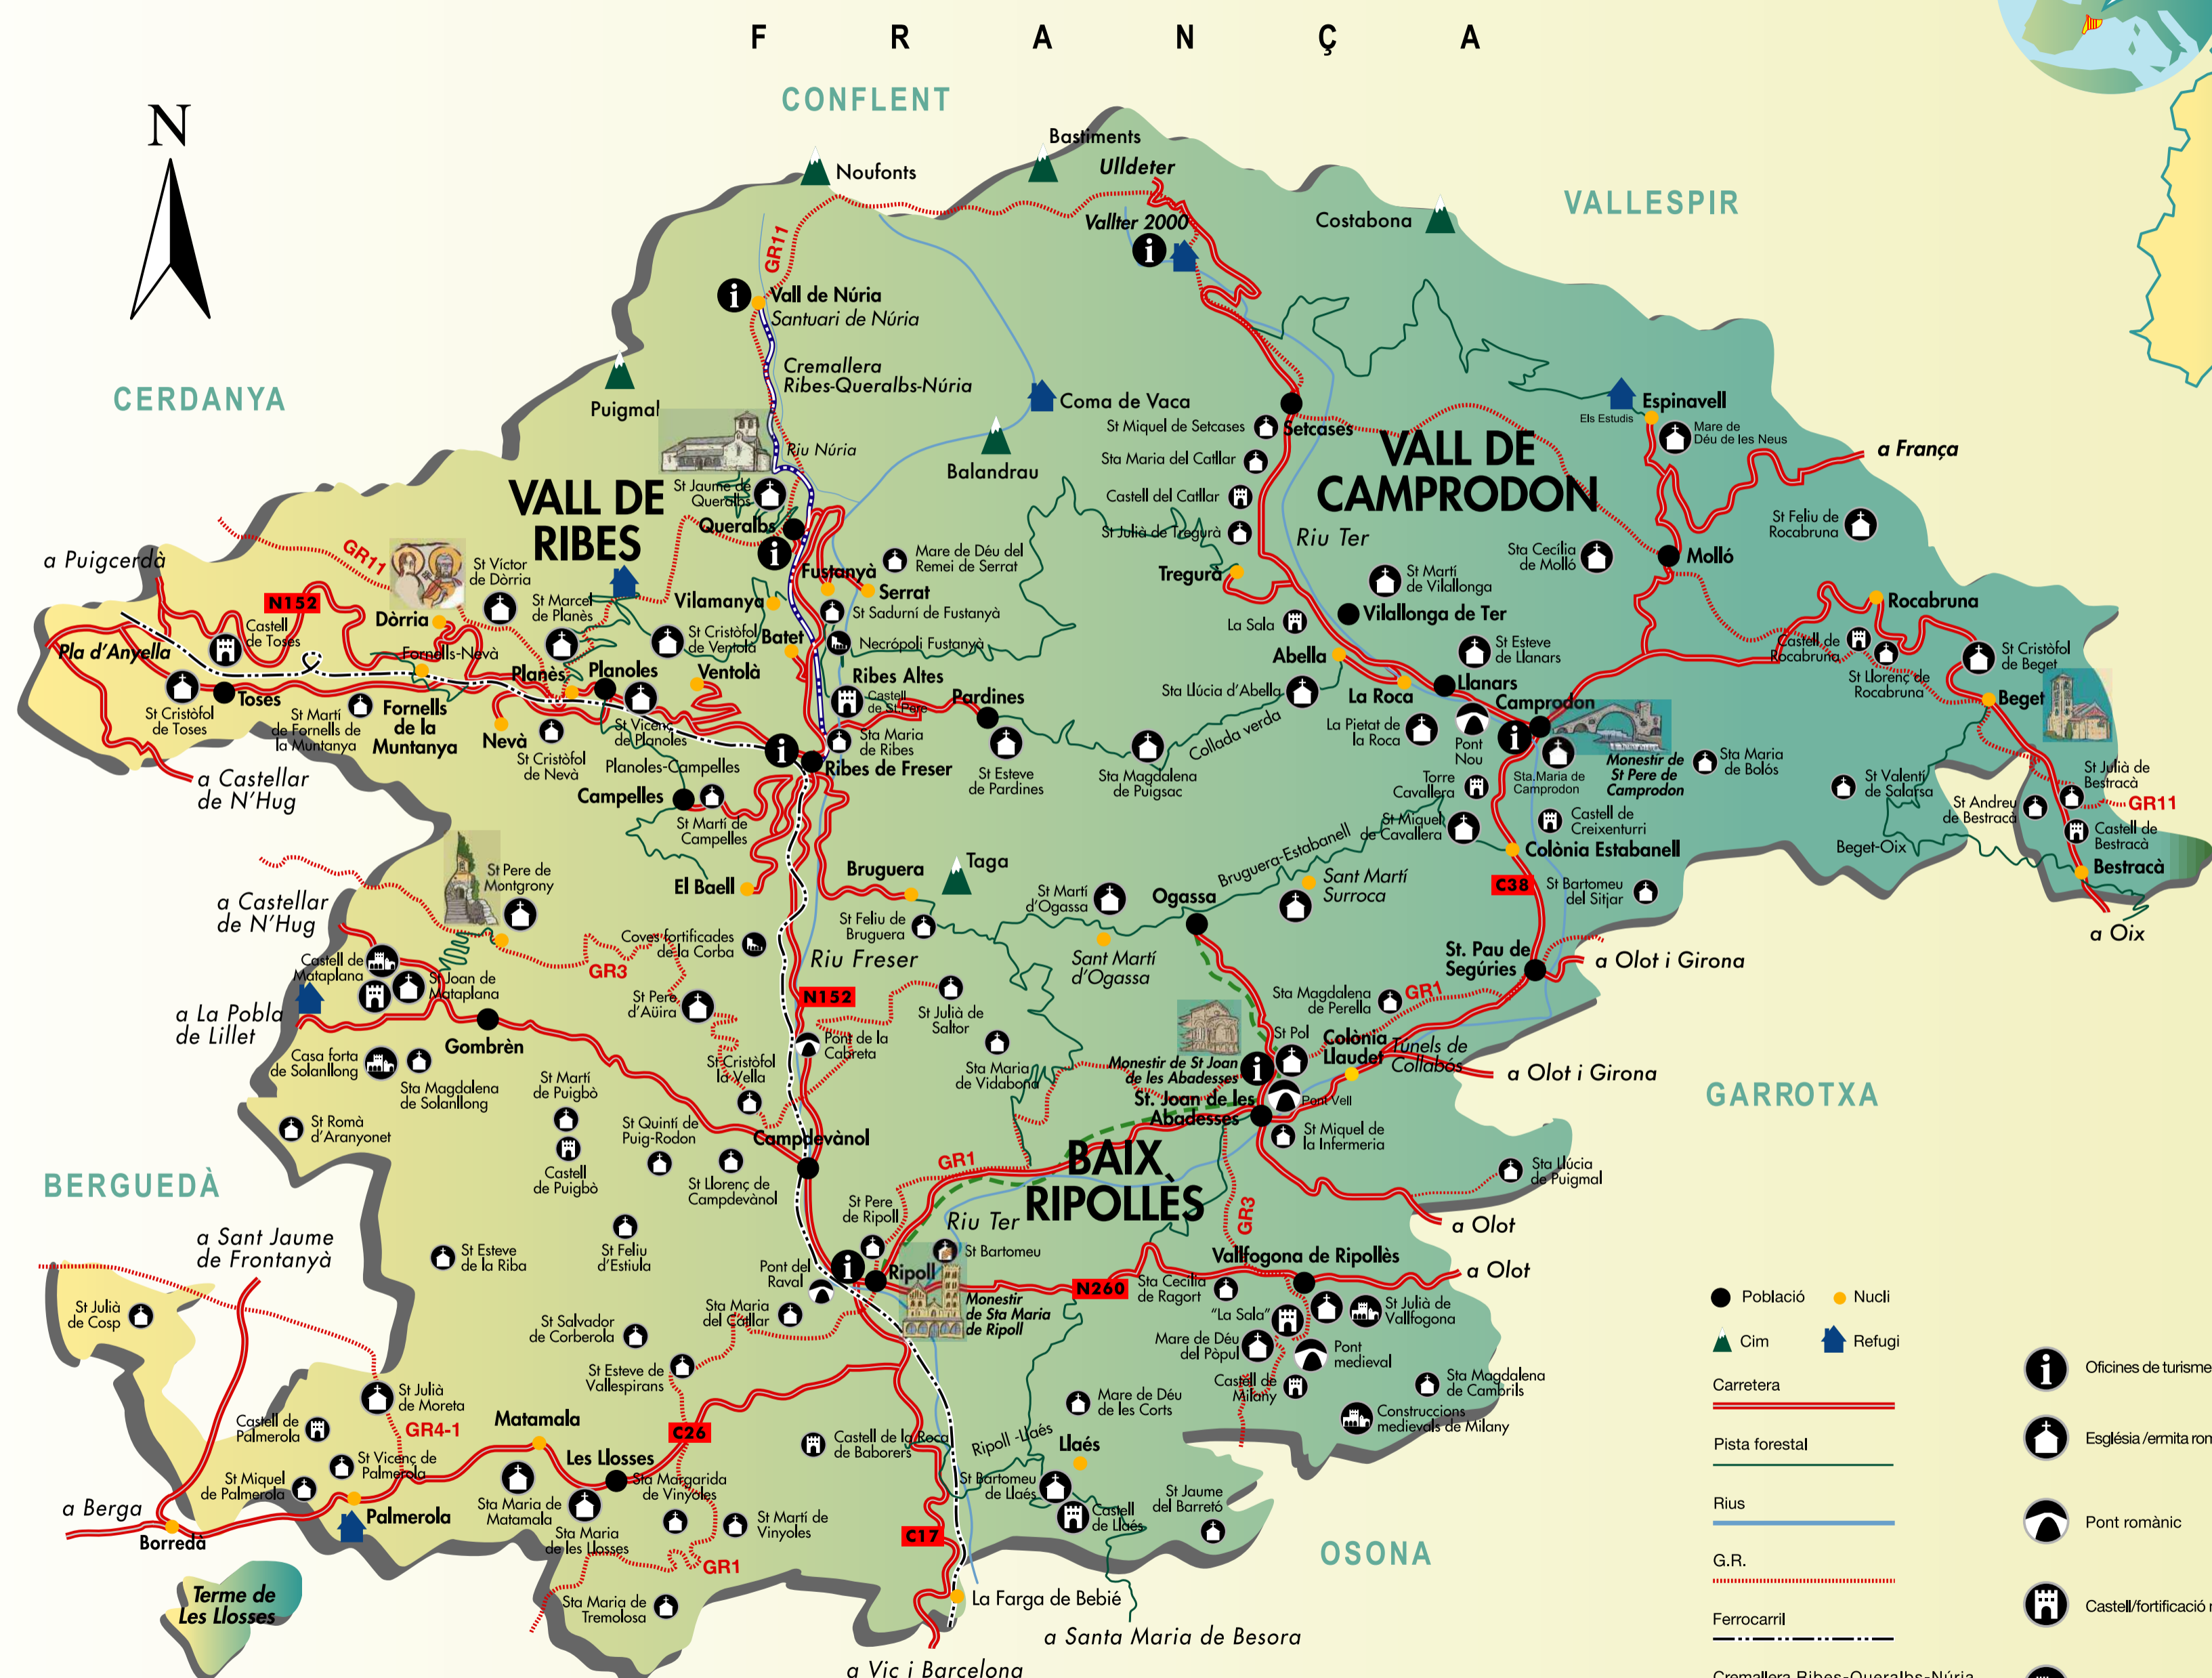 F R A N Ç A
CONFLENT
N
Bastiments
Noufonts
Ulldeter
VALLESPIR
Vallter 2000
Costabona
GR11
Vall de Núria
Santuari de Núria
Cremallera
Ribes-Queralbs-Núria
CERDANYA
Puigmal
Coma de Vaca
Espinavell
Els Estudis
Mare de
Déu de les Neus
St Miquel de Setcases
Setcases
VALL DE
CAMPRODON
a França
Riu Núria
Balandrau
Sta Maria del Catllar
Castell del Catllar
St Julià de Tregurà
Riu Ter
VALL DE
RIBES
St Jaume de
Queralbs
Queralbs
St Feliu de
Rocabruna
a Puigcerdà
GR11
St Víctor
de Dòrria
Mare de Déu del
Remei de Serrat
Fustanyà
Serrat
Sta Cecília
de Molló
Molló
Tregurà
St Martí
de Vilallonga
N152
Dòrria
St Marcel
de Planès
Vilamanya
St Sadurní de Fustanyà
Vilallonga de Ter
Rocabruna
Castell
de Toses
St Cristòfol
de Ventolà
Batet
Necrópoli Fustanyà
La Sala
Abella
St Esteve
de Llanars
Castell de
Rocabruna
St Llorenç de
Rocabruna
St Cristòfol
de Beget
Pla d'Anyella
Fornells-Nevà
Planès
Planoles
Ventolà
Ribes Altes
Castell
de St Pere
Pardines
Sta Llúcia d'Abella
La Roca
Llanars
Camprodon
Beget
St Cristòfol
de Toses
Toses
St Martí
de Fornells de
la Muntanya
Fornells
de la
Muntanya
Nevà
St Cristòfol
de Nevà
St Vicenç
de Planoles
Planoles-Campelles
Sta Maria
de Ribes
Ribes de Freser
St Esteve
de Pardines
Sta Magdalena
de Puigsac
Collada verda
La Pietat de
la Roca
Pont
Nou
Sta.Maria de
Camprodon
Monestir de
St Pere de
Camprodon
Sta Maria
de Bolós
St Valentí
de Salarsa
St Julià de
Bestracà
St Andreu
de Bestracà
GR11
Castell de
Bestracà
Beget-Oix
Bestracà
a Oix
a Castellar
de N'Hug
Campelles
St Martí de
Campelles
Torre
Cavallera
St Miquel
de Cavallera
Castell de
Creixenturri
Colònia Estabanell
C38
St Bartomeu
del Sitjar
El Baell
Bruguera
Taga
Bruguera-Estabanell
St Pere de
Montgrony
St Martí
d'Ogassa
Ogassa
Sant Martí
Surroca
a Castellar
de N'Hug
Coves fortificades
de la Corba
St Feliu de
Bruguera
Riu Freser
Sant Martí
d'Ogassa
St. Pau de
Segúries
a Olot i Girona
GR3
Castell de
Mataplana
St Joan de
Mataplana
St Pere
d'Aüira
N152
St Julià de
Saltor
Sta Magdalena
de Perella
GR1
a La Pobla
de Lillet
Gombrèn
Pont de la
Cabreta
Sta Maria
de Vidabona
St Pol
Colònia
Llaudet
Tunels de
Collabós
a Olot i Girona
Monestir de St Joan
de les Abadesses
St. Joan de les
Abadesses
Pont Vell
St Miquel de
la Infermeria
GARROTXA
Casa forta
de Solanllong
Sta Magdalena
de Solanllong
St Martí
de Puigbò
St Cristòfol
la Vella
St Romà
d'Aranyonet
Castell
de Puigbò
St Quintí de
Puig-Rodon
St Llorenç de
Campdevànol
Campdevànol
BAIX
RIPOLLÈS
GR1
Sta Llúcia
de Puigmal
BERGUEDÀ
a Sant Jaume
de Frontanyà
St Esteve
de la Riba
St Feliu
d'Estiula
St Pere
de Ripoll
Riu Ter
St Bartomeu
GR3
a Olot
Vallfogona de Ripollès
a Olot
Pont del
Raval
Ripoll
Monestir
de Sta Maria
de Ripoll
N260
Sta Cecília
de Ragort
"La Sala"
St Julià de
Vallfogona
St Julià
de Cosp
St Salvador
de Corberola
Sta Maria
del Catllar
Mare de Déu
del Pòpul
Pont
medieval
Castell de
Milany
Sta Magdalena
de Cambrils
St Esteve de
Vallespirans
Mare de Déu
de les Corts
Construccions
medievals de Milany
St Julià
de Moreta
Castell de
Palmerola
GR4-1
Matamala
C26
Castell de la Roca
de Baborers
Ripoll -Llaés
Llaés
St Vicenç de
Palmerola
St Miquel
de Palmerola
Les Llosses
Sta Margarida
de Vinyoles
St Bartomeu
de Llaés
Castell
de Llaés
St Jaume
del Barretó
a Berga
Borredà
Palmerola
Sta Maria de
Matamala
Sta Maria
de les Llosses
St Martí de
Vinyoles
C17
OSONA
GR1
Terme de
Les Llosses
Sta Maria de
Tremolosa
La Farga de Bebié
a Santa Maria de Besora
a Vic i Barcelona
Població
Nucli
Cim
Refugi
Carretera
Pista forestal
Rius
G.R.
Ferrocarril
Cremallera Ribes-Queralbs-Núria
Oficines de turisme
Església/ermita rom
Pont romànic
Castell/fortificació